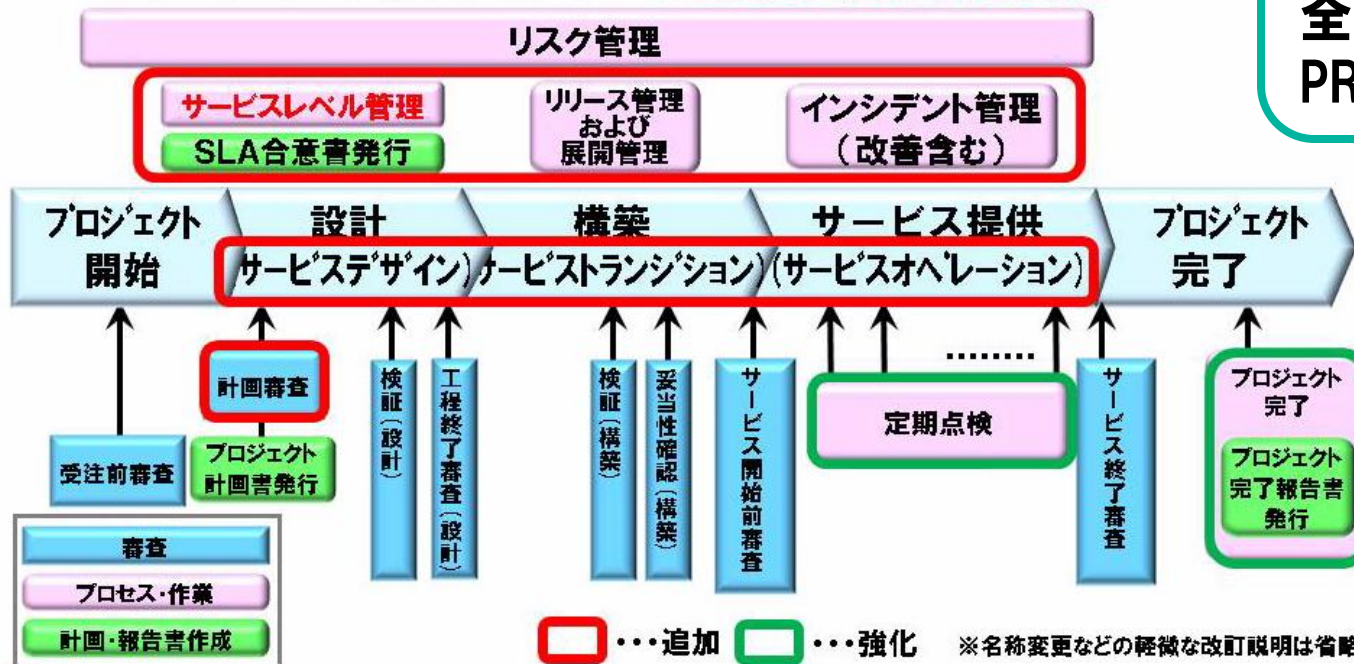 全
PR
リスク管理
サービスレベル管理
SLA合意書発行
リリース管理
および
展開管理
インシデント管理
(改善含む)
プロジェクト
開始
設計
サービスデザイン)
構築
サービストランジション)
サービス提供
(サービスオペレーション)
プロジェクト
完了
受注前審査
計画審査
プロジェクト
計画書発行
検証(設計)
工程終了審査(設計)
検証(構築)
妥当性確認(構築)
サービス開始前審査
………
定期点検
サービス終了審査
プロジェクト
完了
プロジェクト
完了報告書
発行
審査
プロセス・作業
計画・報告書作成
・・・追加
・・・強化
※名称変更などの軽微な改訂説明は省略